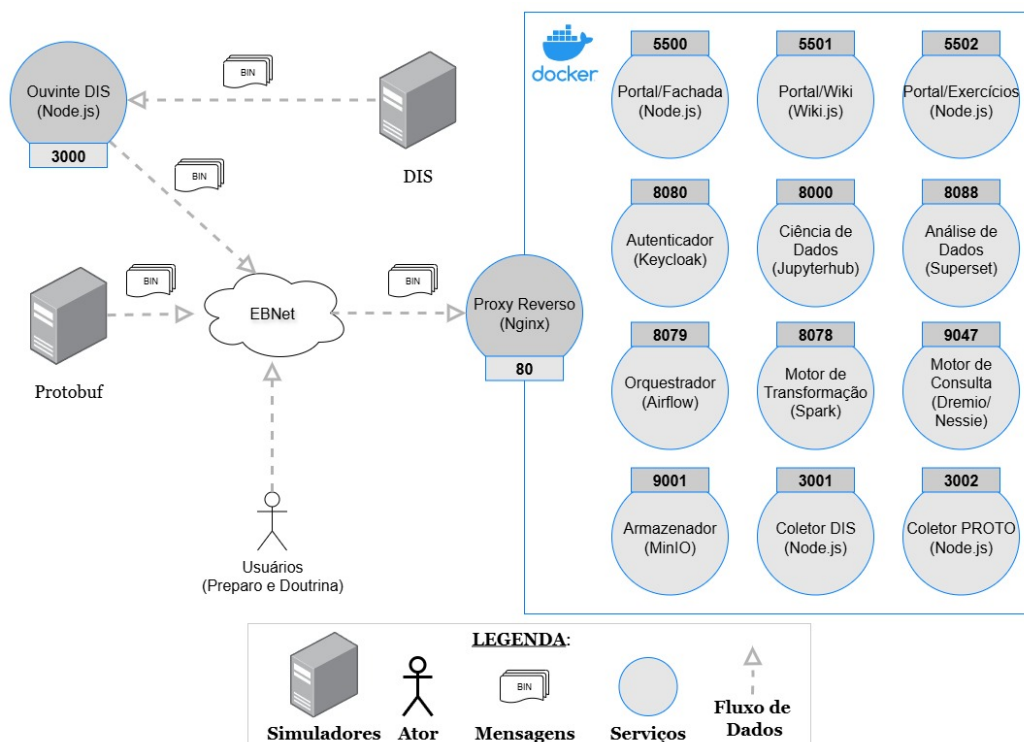 Ouvinte DIS
(Node.js)
3000
BIN
BIN
DIS
BIN
Protobuf
EBNet
BIN
Proxy Reverso
(Nginx)
80
Usuários
(Preparo e Doutrina)
docker
5500
Portal/Fachada
(Node.js)
5501
Portal/Wiki
(Wiki.js)
5502
Portal/Exercícios
(Node.js)
8080
Autenticador
(Keycloak)
8000
Ciência de
Dados
(Jupyterhub)
8088
Análise de
Dados
(Superset)
8079
Orquestrador
(Airflow)
8078
Motor de
Transformação
(Spark)
9047
Motor de
Consulta
(Dremio/
Nessie)
9001
Armazenador
(MinIO)
3001
Coletor DIS
(Node.js)
3002
Coletor PROTO
(Node.js)
LEGENDA:
Simuladores
Ator
BIN
Mensagens
Serviços
Fluxo de
Dados